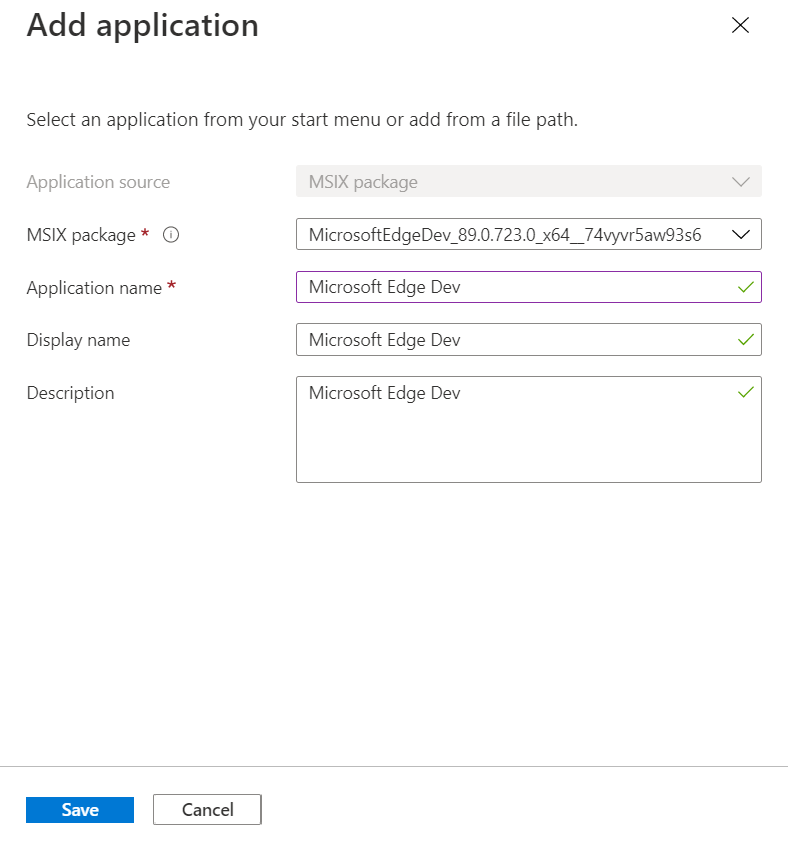 Add application
Select an application from your start menu or add from a file path.
Application source MSIX package
MSIX package * MicrosoftEdgeDev_89.0.723.0_x64__74vyvr5aw93s6
Application name * Microsoft Edge Dev
Display name Microsoft Edge Dev
Description Microsoft Edge Dev
Save Cancel